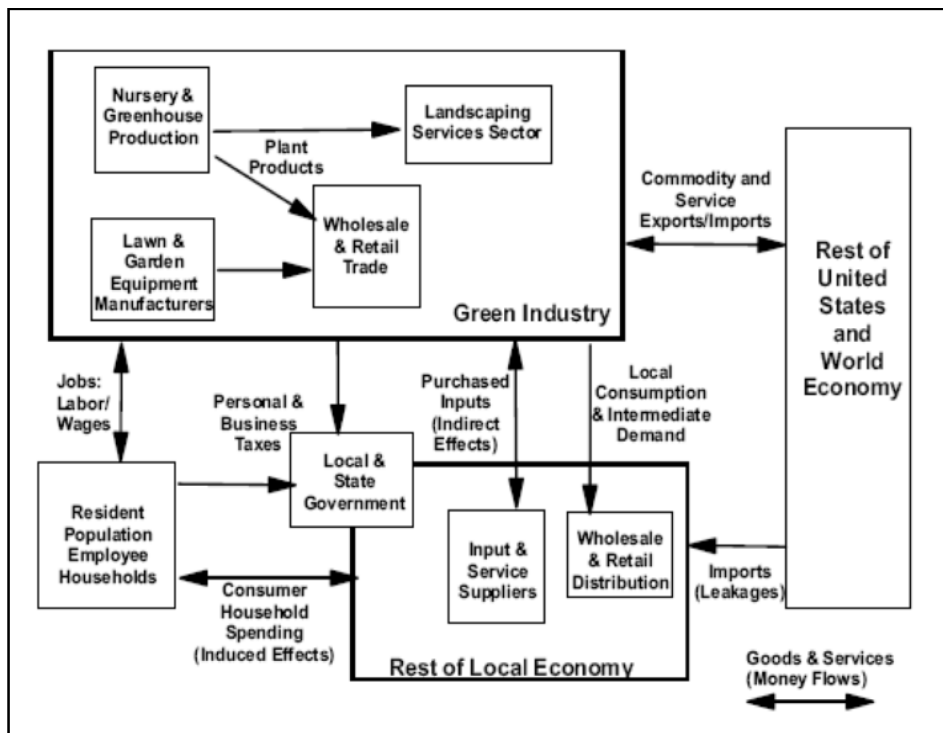 Nursery &
Greenhouse
Production
Landscaping
Services Sector
Plant
Products
Wholesale
& Retail
Trade
Lawn &
Garden
Equipment
Manufacturers
Green Industry
Commodity and
Service
Exports/Imports
Rest of
United
States
and
World
Economy
Jobs:
Labor/
Wages
Personal &
Business
Taxes
Purchased
Inputs
(Indirect
Effects)
Local
Consumption
& Intermediate
Demand
Local &
State
Government
Resident
Population
Employee
Households
Input &
Service
Suppliers
Wholesale
& Retail
Distribution
Imports
(Leakages)
Consumer
Household
Spending
(Induced Effects)
Rest of Local Economy
Goods & Services
(Money Flows)